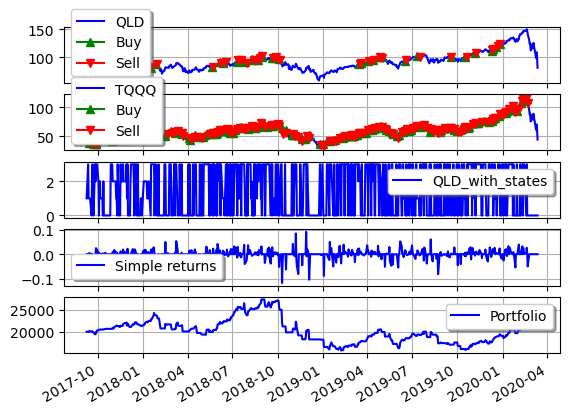 QLD
Buy
Sell
150
100
TQQQ
Buy
Sell
100
50
QLD_with_states
2
0
Simple returns
0.1
0.0
−0.1
Portfolio
25000
20000
2017-10
2018-01
2018-04
2018-07
2018-10
2019-01
2019-04
2019-07
2019-10
2020-01
2020-04